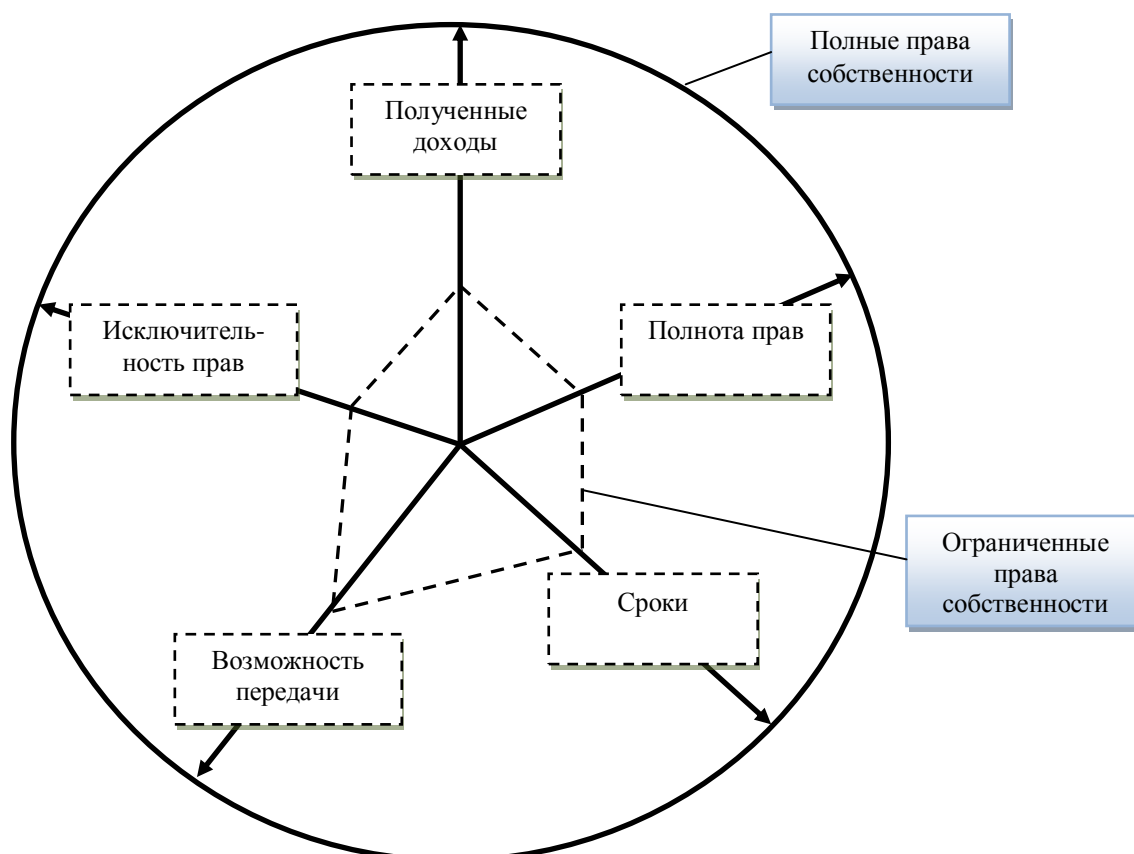 Полные права
собственности
Полученные
доходы
Исключитель-
ность прав
Полнота прав
Ограниченные
права
собственности
Сроки
Возможность
передачи